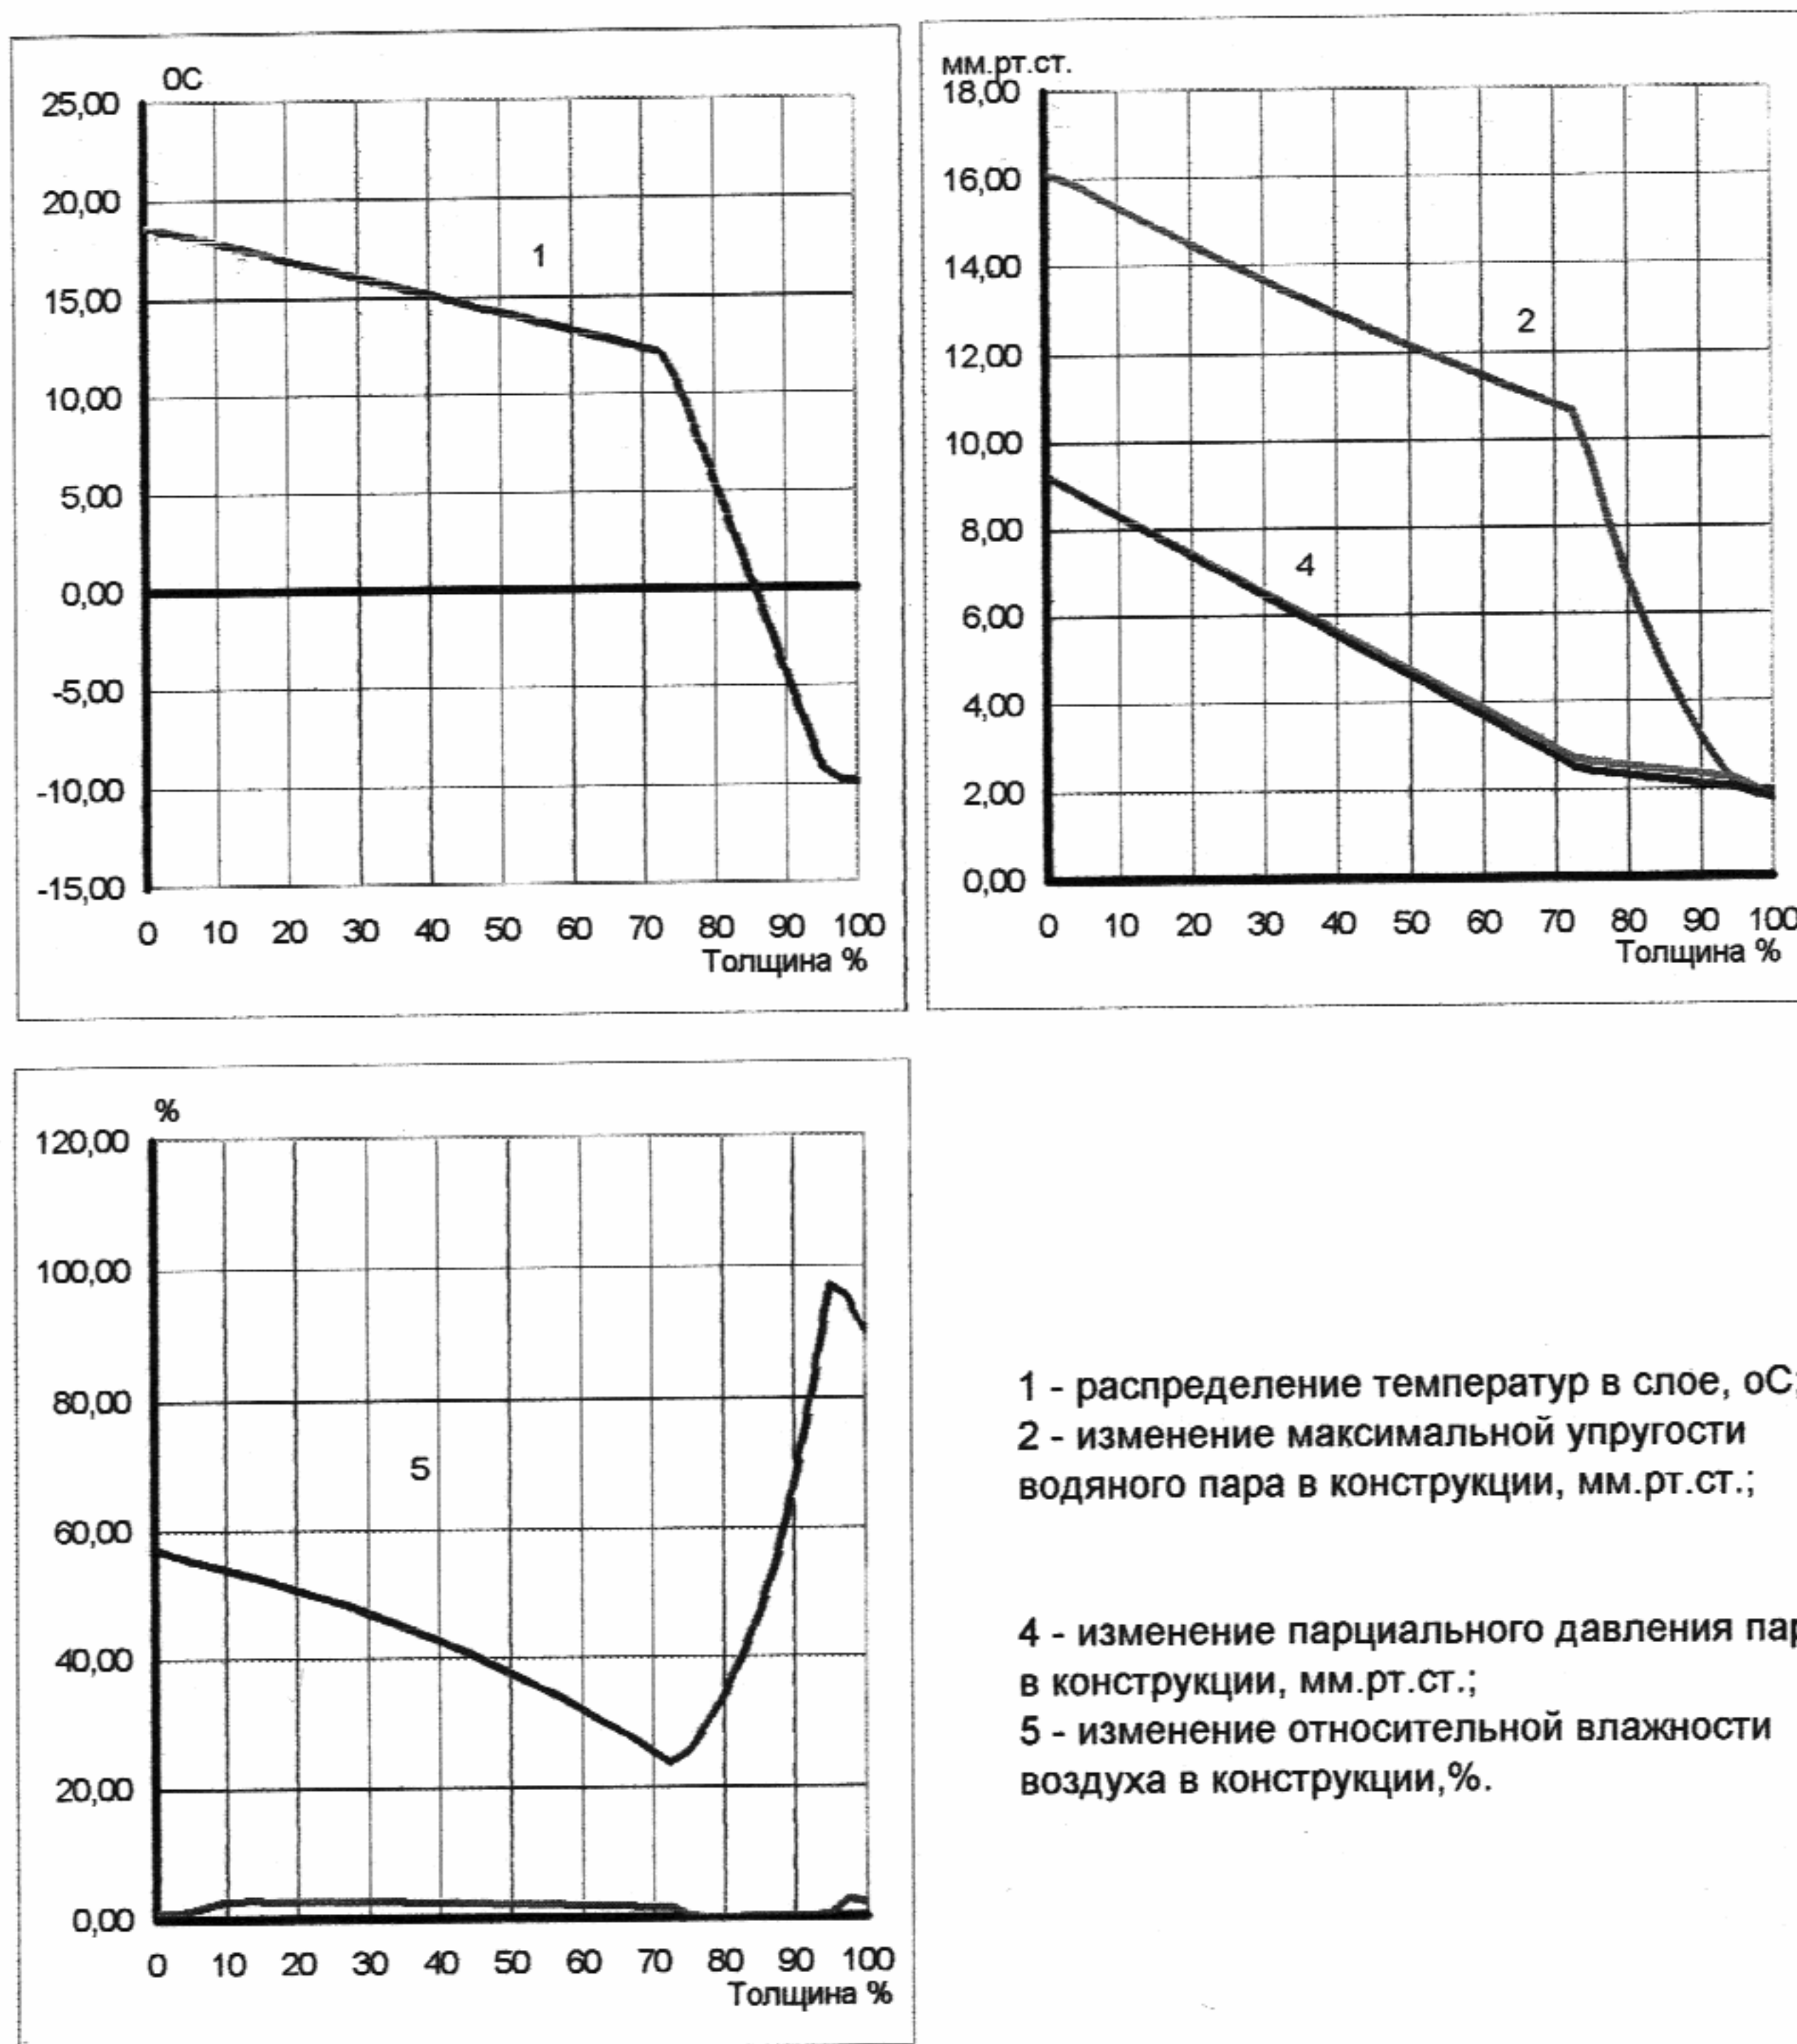 ОС
25,00
20,00
15,00
10,00
5,00
0,00
-5,00
-10,00
-15,00
1
0 10 20 30 40 50 60 70 80 90 100
Толщина %
мм.рт.ст.
18,00
16,00
14,00
12,00
10,00
8,00
6,00
4,00
2,00
0,00
2
4
0 10 20 30 40 50 60 70 80 90 100
Толщина %
%
120,00
100,00
80,00
60,00
40,00
20,00
0,00
5
0 10 20 30 40 50 60 70 80 90 100
Толщина %
1 - распределение температур в слое, оС;
2 - изменение максимальной упругости
водяного пара в конструкции, мм.рт.ст.;
4 - изменение парциального давления
в конструкции, мм.рт.ст.;
5 - изменение относительной влажности
воздуха в конструкции,%.